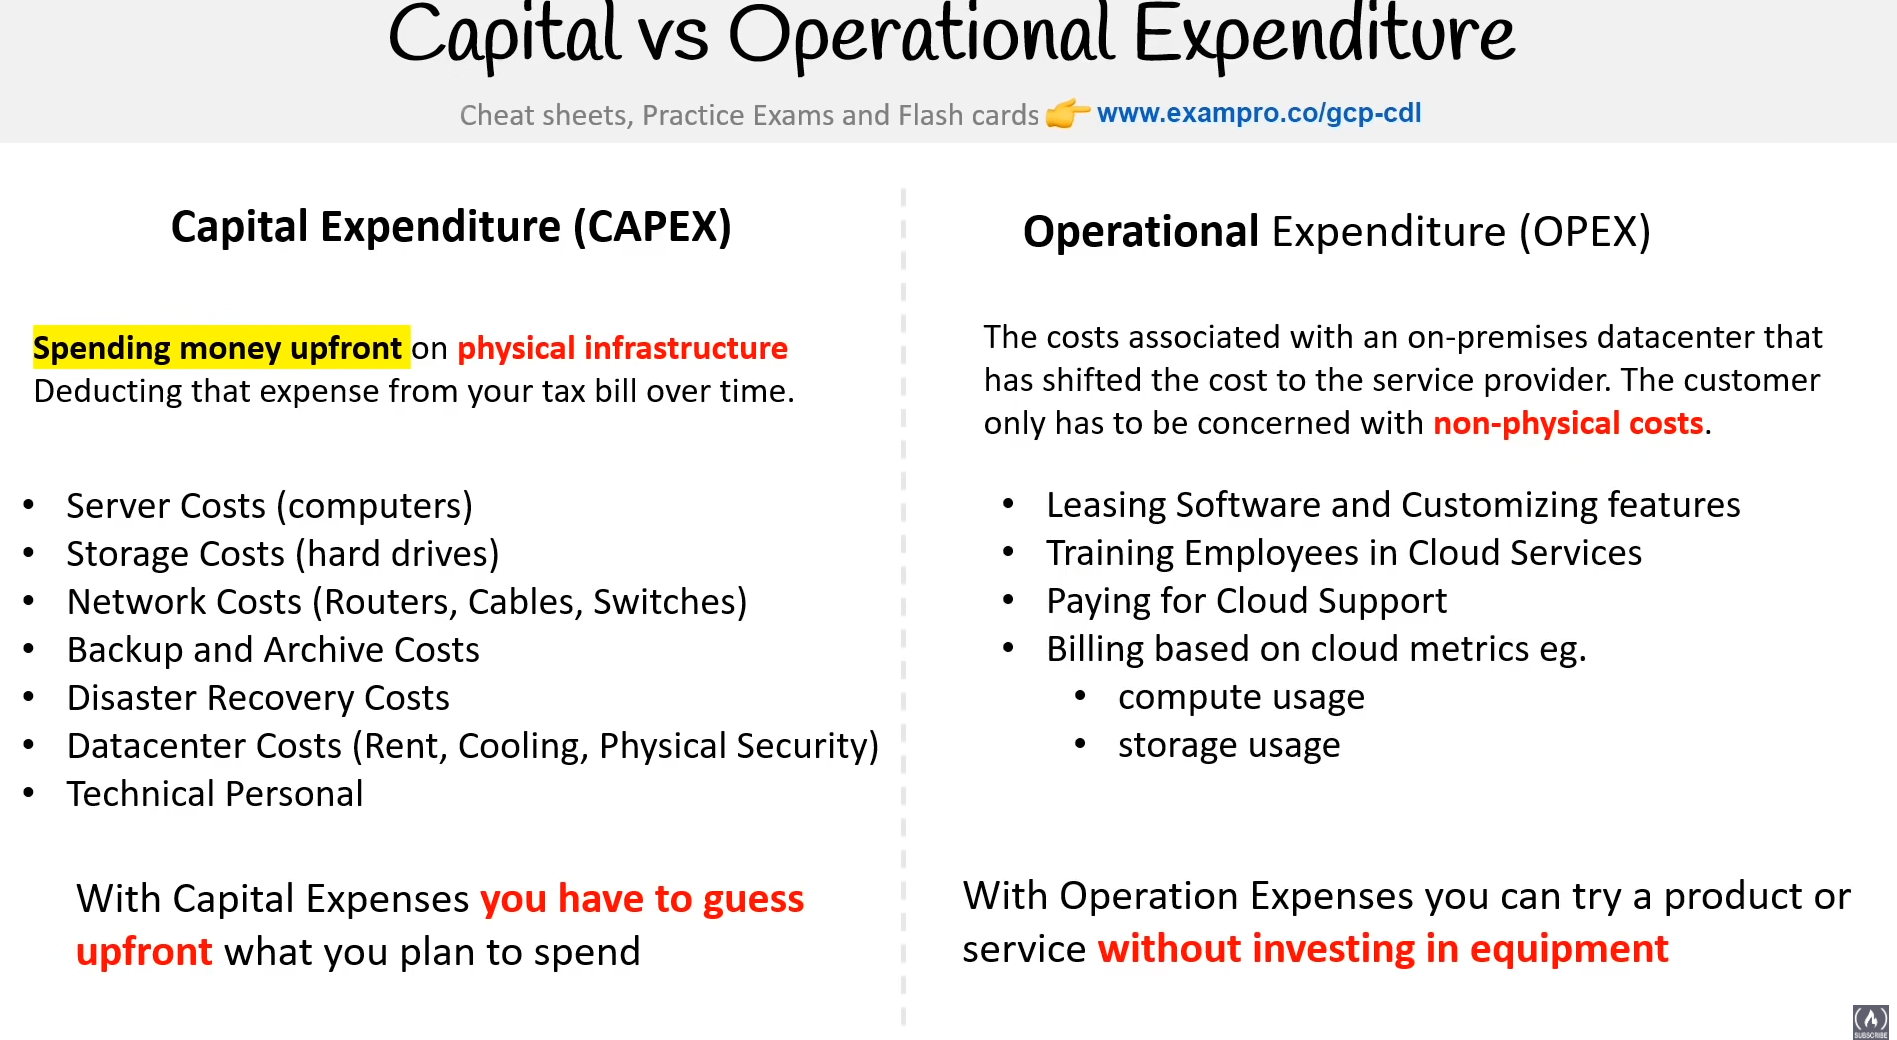 Capital vs Operational Expenditure
Cheat sheets, Practice Exams and Flash cards 👉 www.exampro.co/gcp-cdl
Capital Expenditure (CAPEX)
Spending money upfront on physical infrastructure
Deducting that expense from your tax bill over time.
• Server Costs (computers)
• Storage Costs (hard drives)
• Network Costs (Routers, Cables, Switches)
• Backup and Archive Costs
• Disaster Recovery Costs
• Datacenter Costs (Rent, Cooling, Physical Security)
• Technical Personal
With Capital Expenses you have to guess
upfront what you plan to spend
Operational Expenditure (OPEX)
The costs associated with an on-premises datacenter that
has shifted the cost to the service provider. The customer
only has to be concerned with non-physical costs.
• Leasing Software and Customizing features
• Training Employees in Cloud Services
• Paying for Cloud Support
• Billing based on cloud metrics eg.
• compute usage
• storage usage
With Operation Expenses you can try a product or
service without investing in equipment
SUBSCRIBE